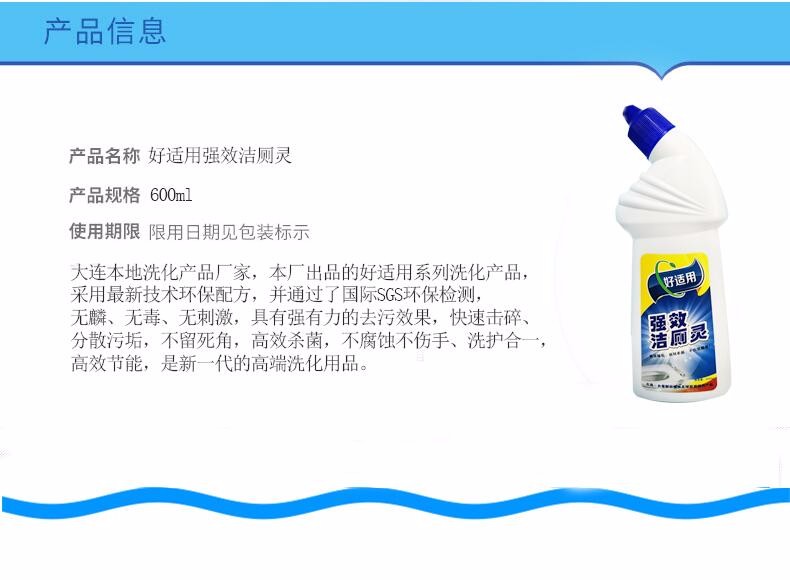 产品信息
产品名称 好适用强效洁厕灵
产品规格 600ml
使用期限 限用日期见包装标示
大连本地洗化产品厂家，本厂出品的好适用系列洗化产品，
采用最新技术环保配方，并通过了国际SGS环保检测，
无麟、无毒、无刺激，具有强有力的去污效果，快速击碎、
分散污垢，不留死角，高效杀菌，不腐蚀不伤手、洗护合一，
高效节能，是新一代的高端洗化用品。
好适用
强效
洁厕灵